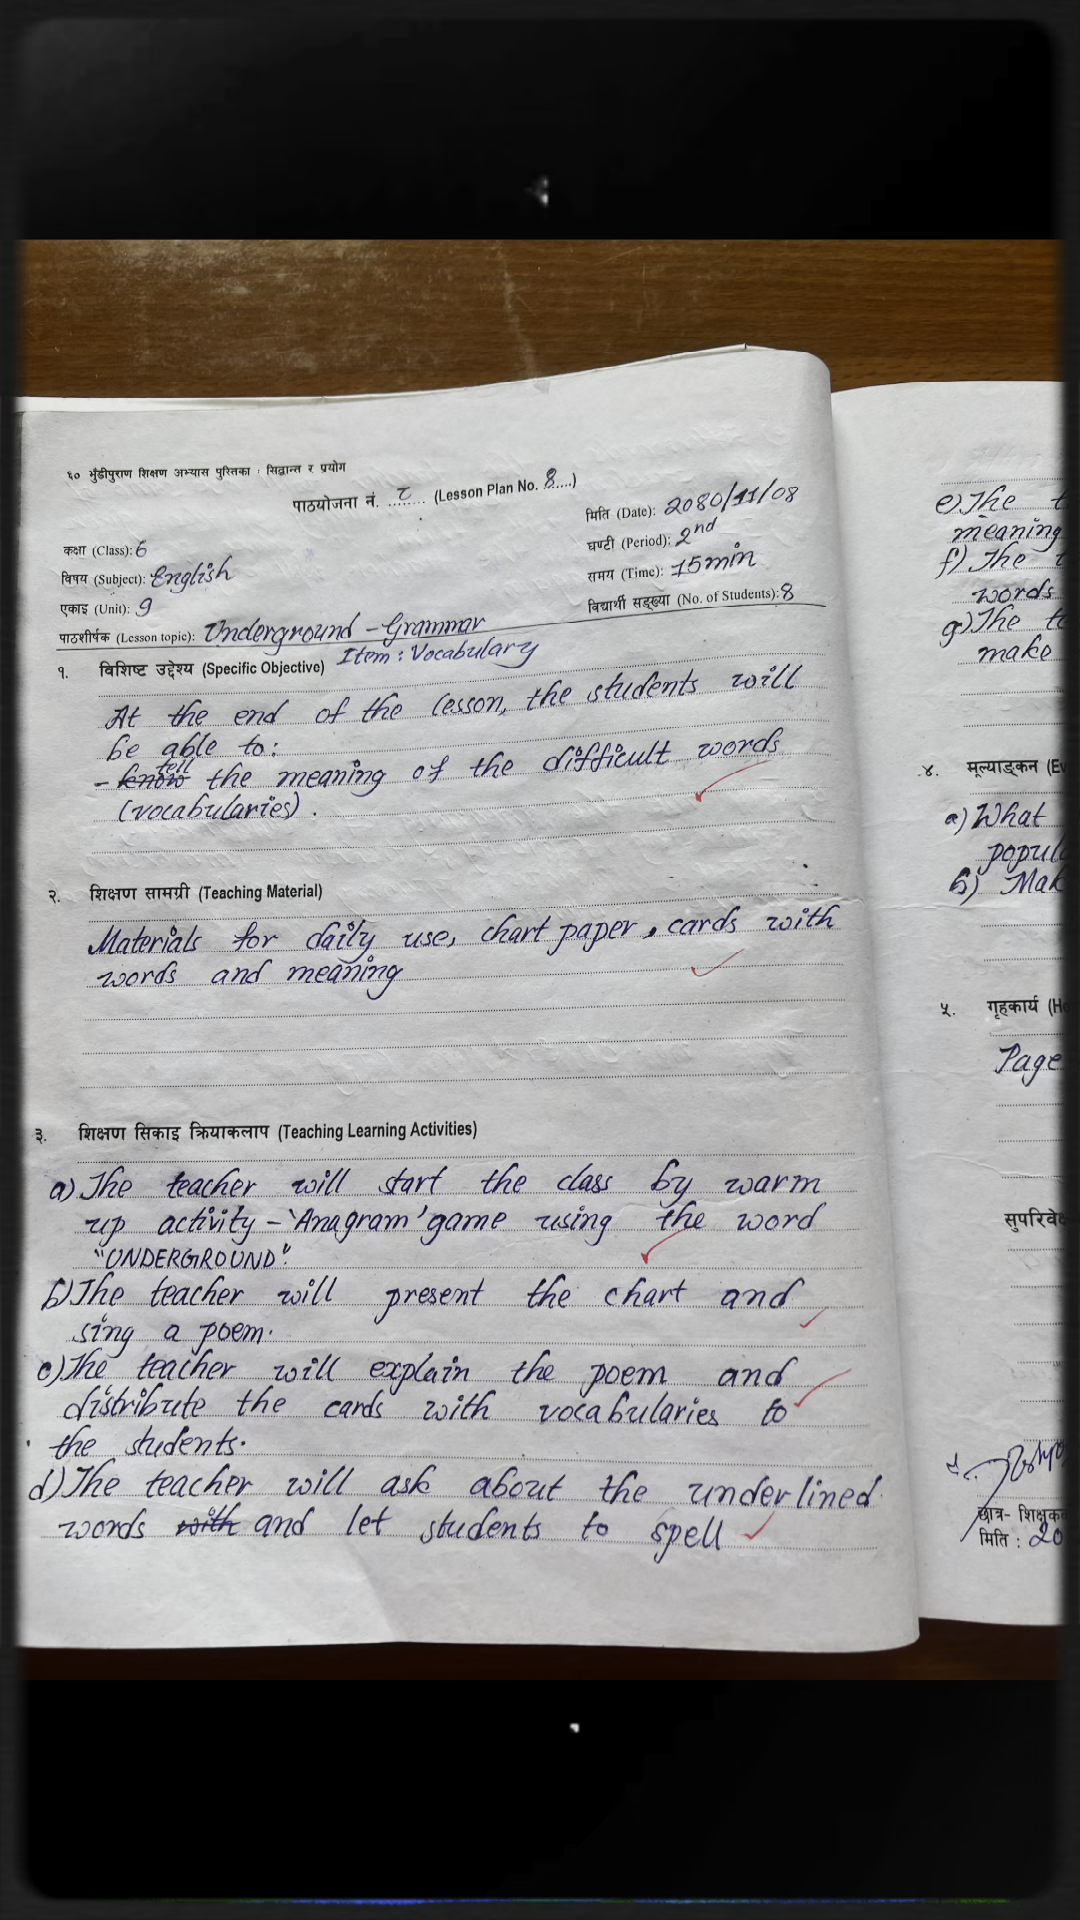 ६० भुँडीपुराण शिक्षण अभ्यास पुस्तिका : सिद्धान्त र प्रयोग
पाठयोजना नं. ८ (Lesson Plan No. 8....)
मिति (Date): 2080/11/08
कक्षा (Class): 6
घण्टी (Period): 2nd
विषय (Subject): English
समय (Time): 15 min
एकाइ (Unit): 9
विद्यार्थी सङ्ख्या (No. of Students): 8
पाठशीर्षक (Lesson topic): Underground - Grammar
Item : Vocabulary
१. विशिष्ट उद्देश्य (Specific Objective)
At the end of the lesson, the students will
be able to:
- know tell the meaning of the difficult words
(vocabularies).
२. शिक्षण सामग्री (Teaching Material)
Materials for daily use, chart paper, cards with
words and meaning
३. शिक्षण सिकाइ क्रियाकलाप (Teaching Learning Activities)
a) The teacher will start the class by warm
up activity - 'Anagram' game using the word
"UNDERGROUND".
b) The teacher will present the chart and
sing a poem.
c) The teacher will explain the poem and
distribute the cards with vocabularies to
the students.
d) The teacher will ask about the underlined
words with and let students to spell
e) The t
meaning
f) The t
words
g) The te
make
४. मूल्याङ्कन (Ev
a) What
popul
b) Mak
५. गृहकार्य (Ho
Page
सुपरिवे
छात्र- शिक्षक
मिति : 20